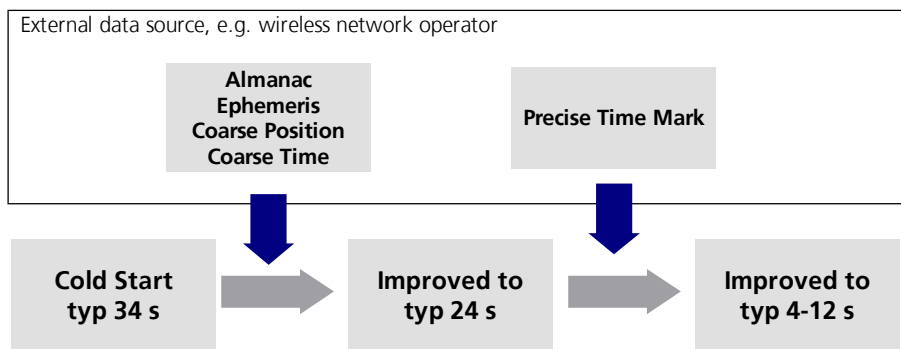 External data source, e.g. wireless network operator
Almanac
Ephemeris
Coarse Position
Coarse Time
Precise Time Mark
Cold Start
typ 34 s
Improved to
typ 24 s
Improved to
typ 4-12 s